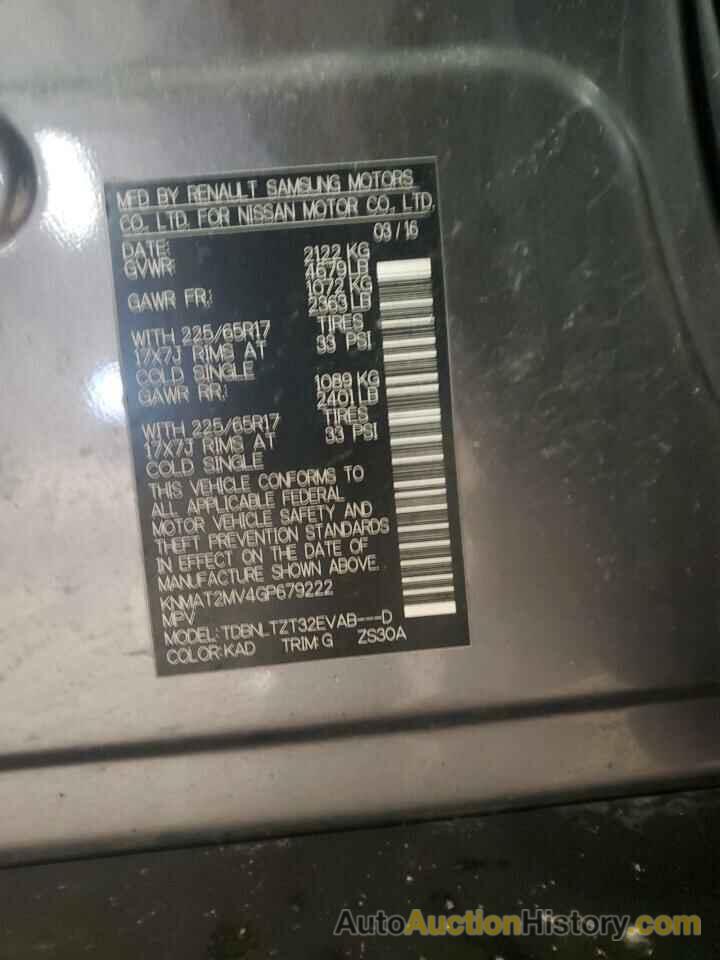 MFD BY RENAULT SAMSUNG MOTORS
CO., LTD. FOR NISSAN MOTOR CO., LTD.
DATE: 03/16
GVWR: 2122 KG
4679 LB
GAWR FR: 1072 KG
2363 LB
WITH 225/65R17 TIRES
17X7J RIMS AT 33 PSI
COLD SINGLE
GAWR RR: 1089 KG
2401 LB
WITH 225/65R17 TIRES
17X7J RIMS AT 33 PSI
COLD SINGLE
THIS VEHICLE CONFORMS TO
ALL APPLICABLE FEDERAL
MOTOR VEHICLE SAFETY AND
THEFT PREVENTION STANDARDS
IN EFFECT ON THE DATE OF
MANUFACTURE SHOWN ABOVE.
KNMAT2MV4GP679222
MPV
MODEL: TDBNLTZT32EVAB---D
COLOR:KAD TRIM:G ZS30A
AutoAuctionHistory.com